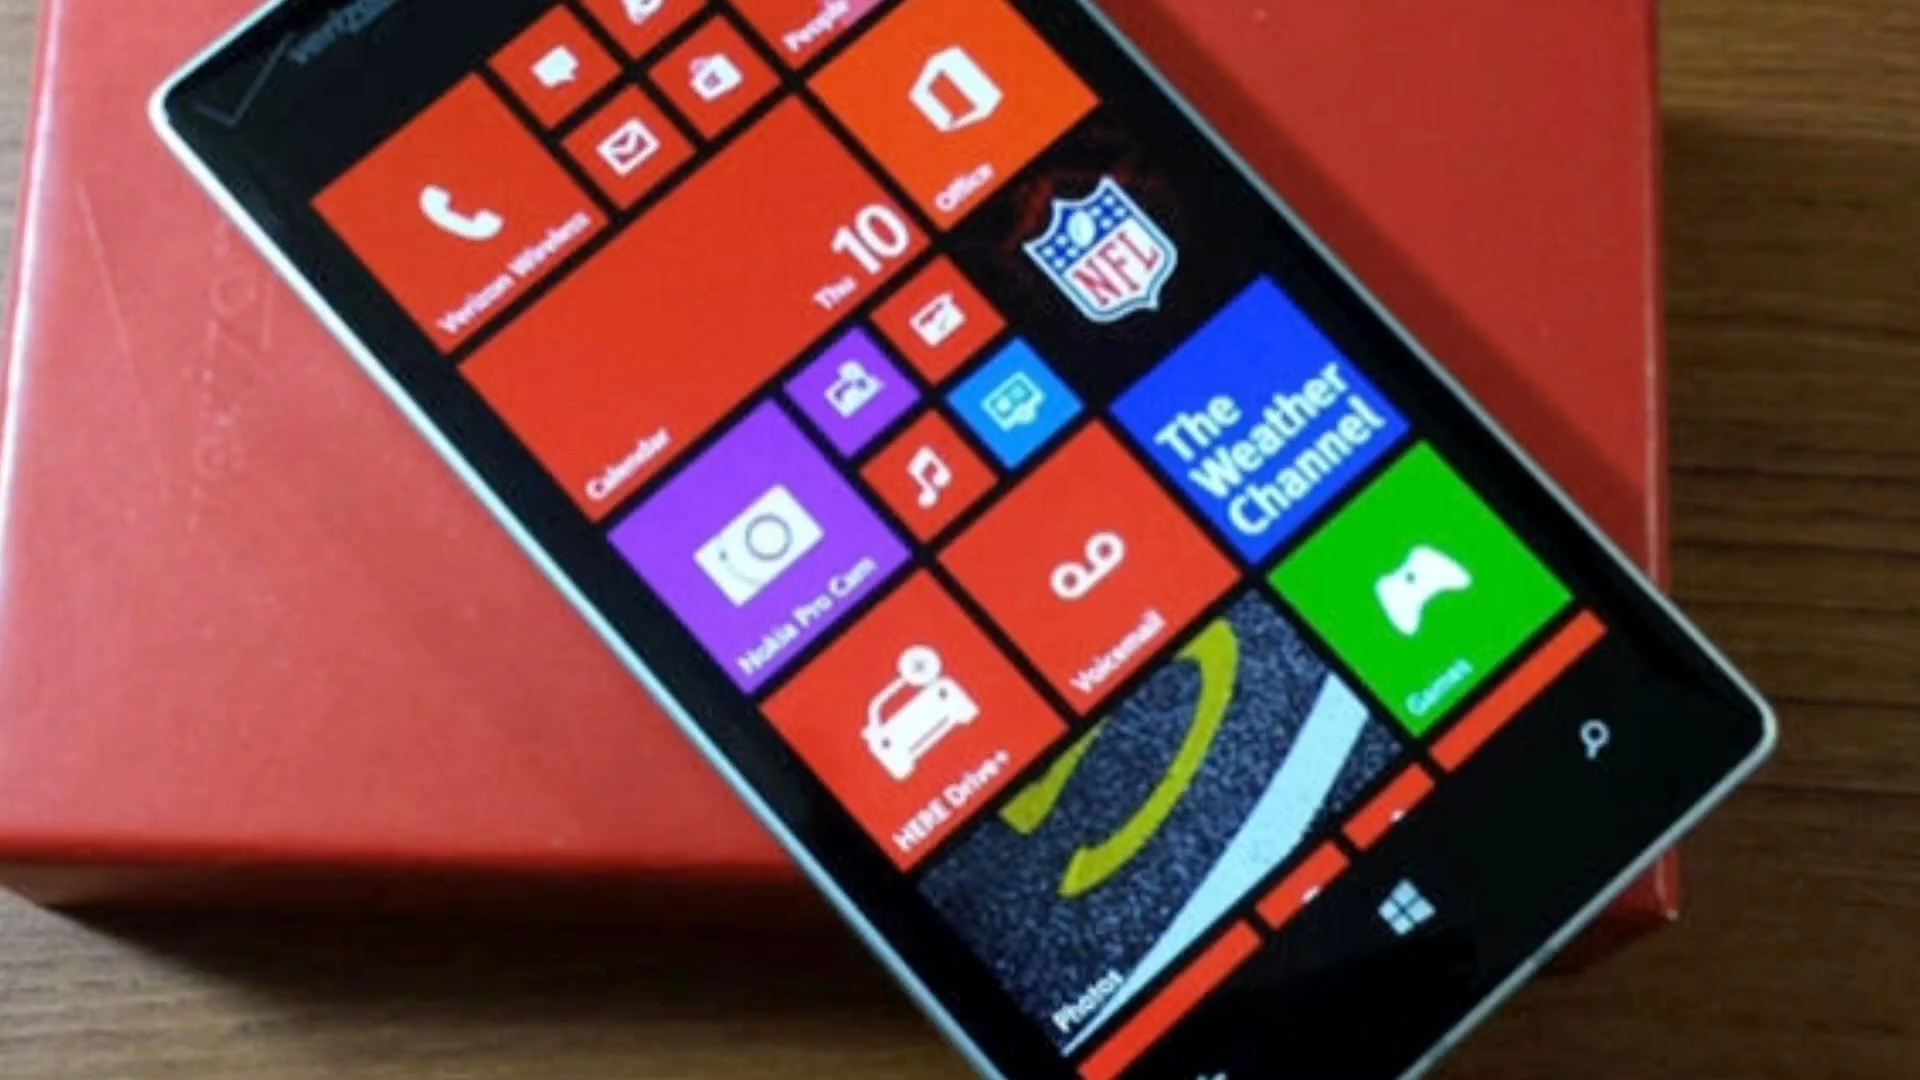 verizon
People
Office
Verizon Wireless
Thu 10
Calendar
NFL
The
Weather
Channel
Nokia Pro Cam
Voicemail
Games
HERE Drive+
Photos